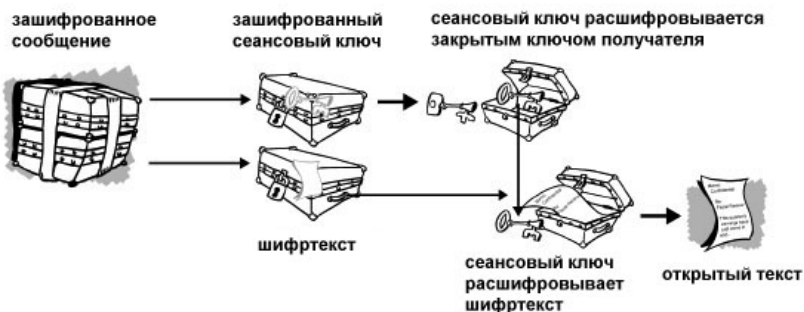 зашифрованное
сообщение
зашифрованный
сеансовый ключ
сеансовый ключ расшифровывается
закрытым ключом получателя
шифртекст
сеансовый ключ
расшифровывает
шифртекст
открытый текст